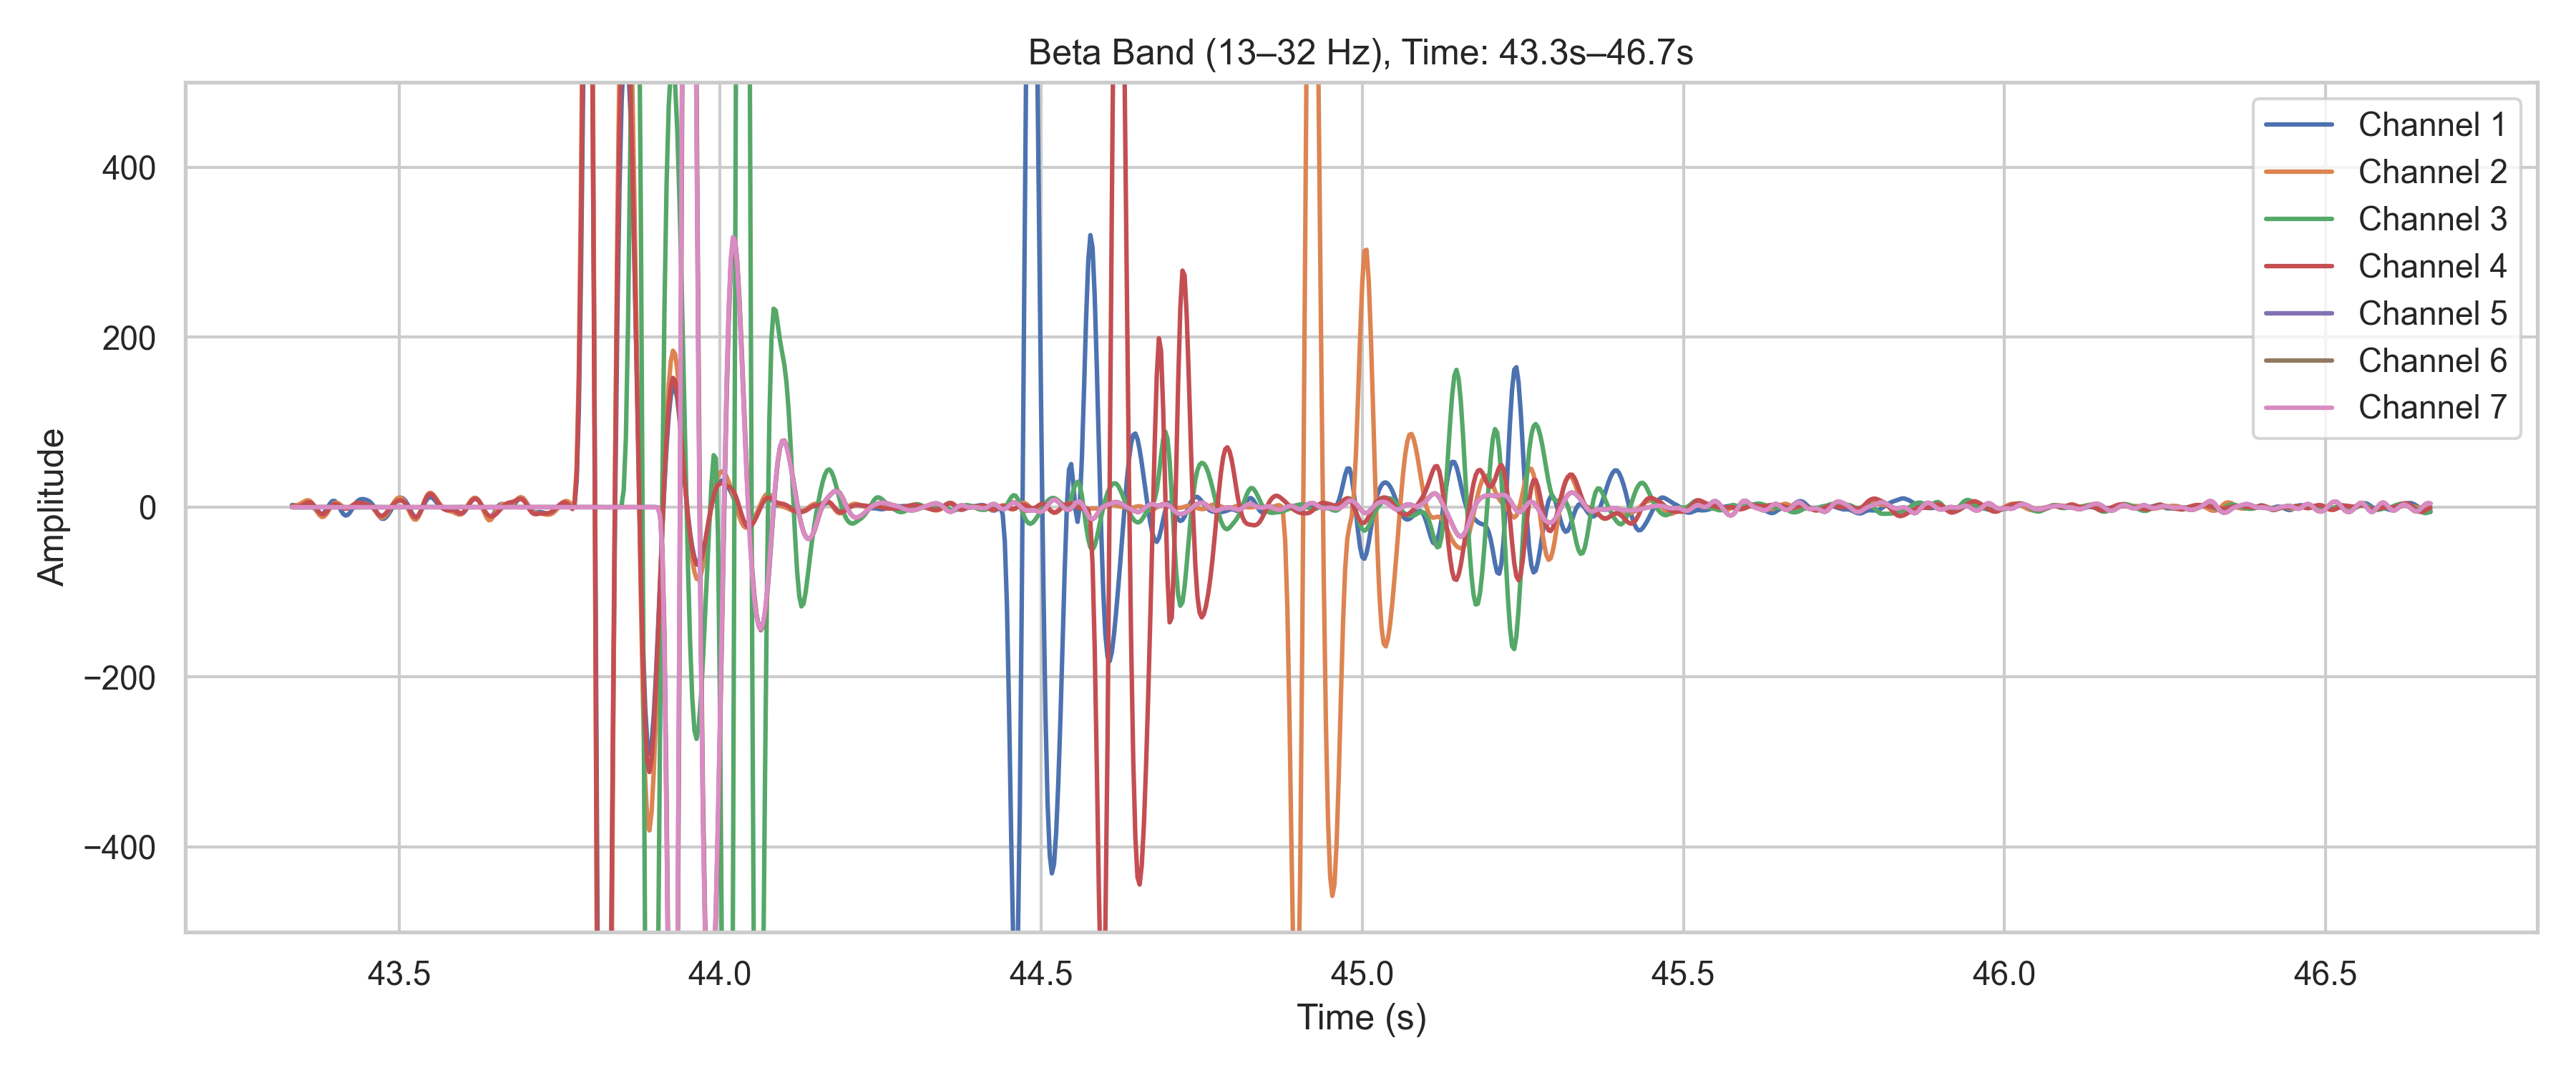 Beta Band (13–32 Hz), Time: 43.3s–46.7s
Channel 1
Channel 2
Channel 3
Channel 4
Channel 5
Channel 6
Channel 7
Amplitude
400
200
0
−200
−400
43.5 44.0 44.5 45.0 45.5 46.0 46.5
Time (s)